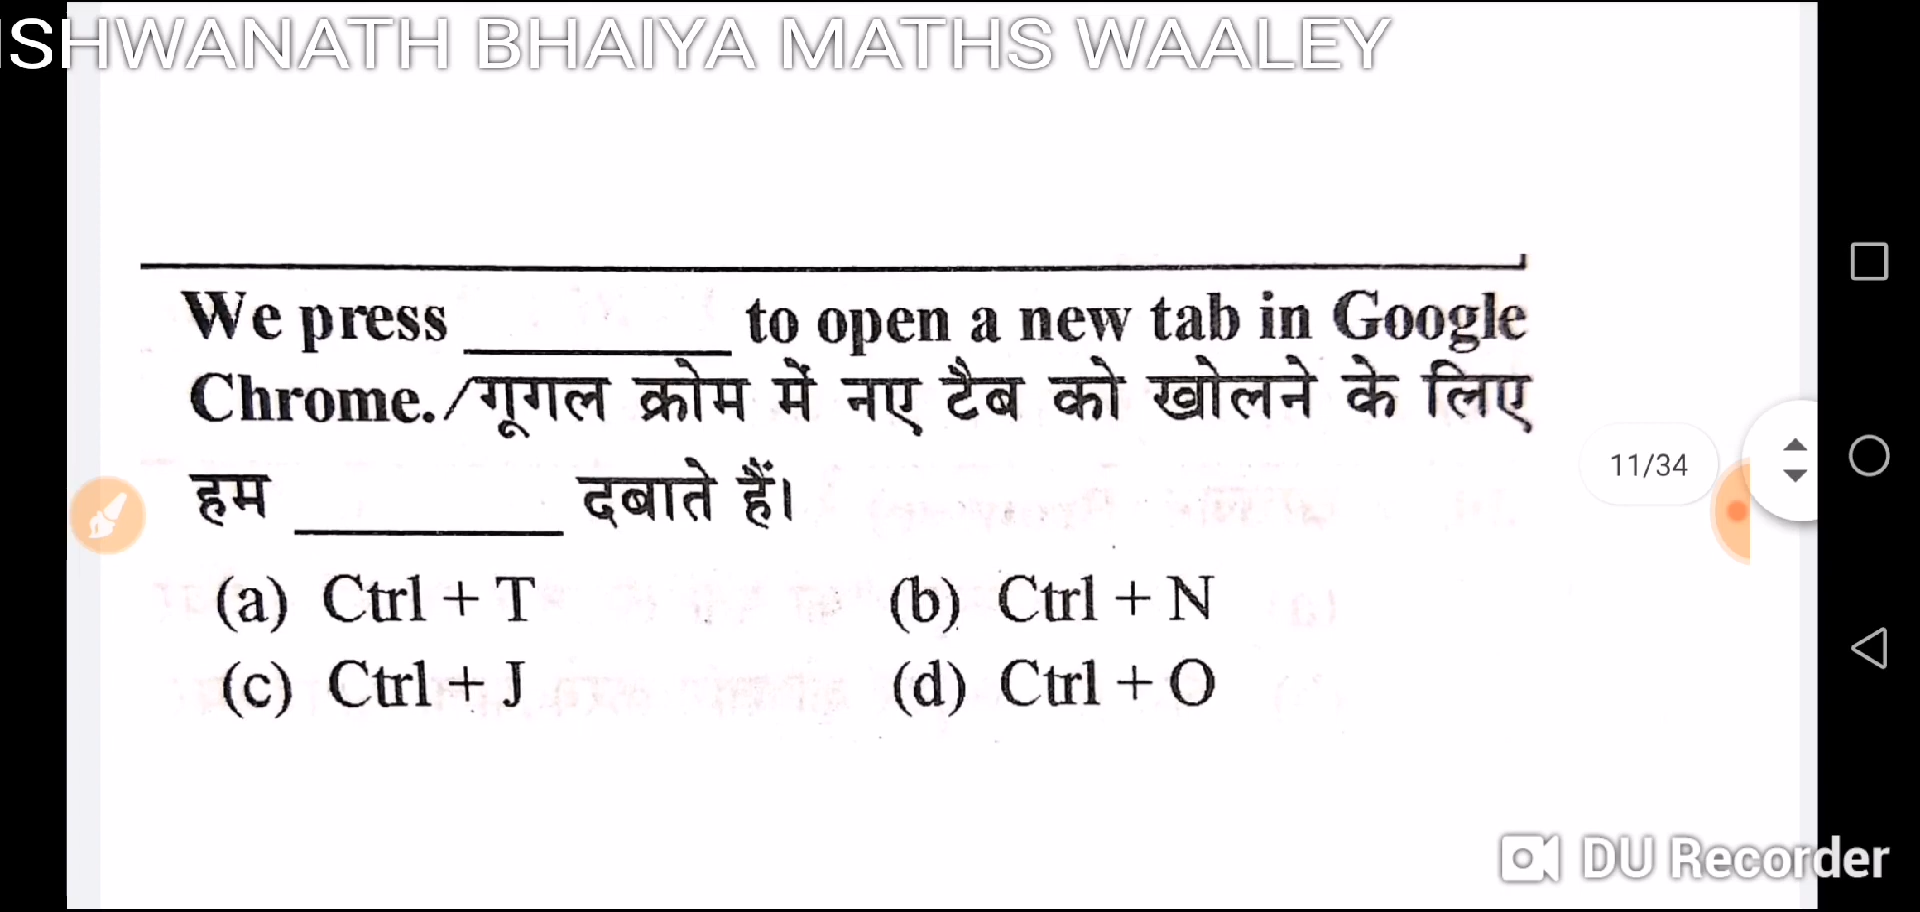 SHWANATH BHAIYA MATHS WAALEY
We press ________ to open a new tab in Google
Chrome./गूगल क्रोम में नए टैब को खोलने के लिए
हम ________ दबाते हैं।
(a) Ctrl + T (b) Ctrl + N
(c) Ctrl + J (d) Ctrl + O
11/34
DU Recorder